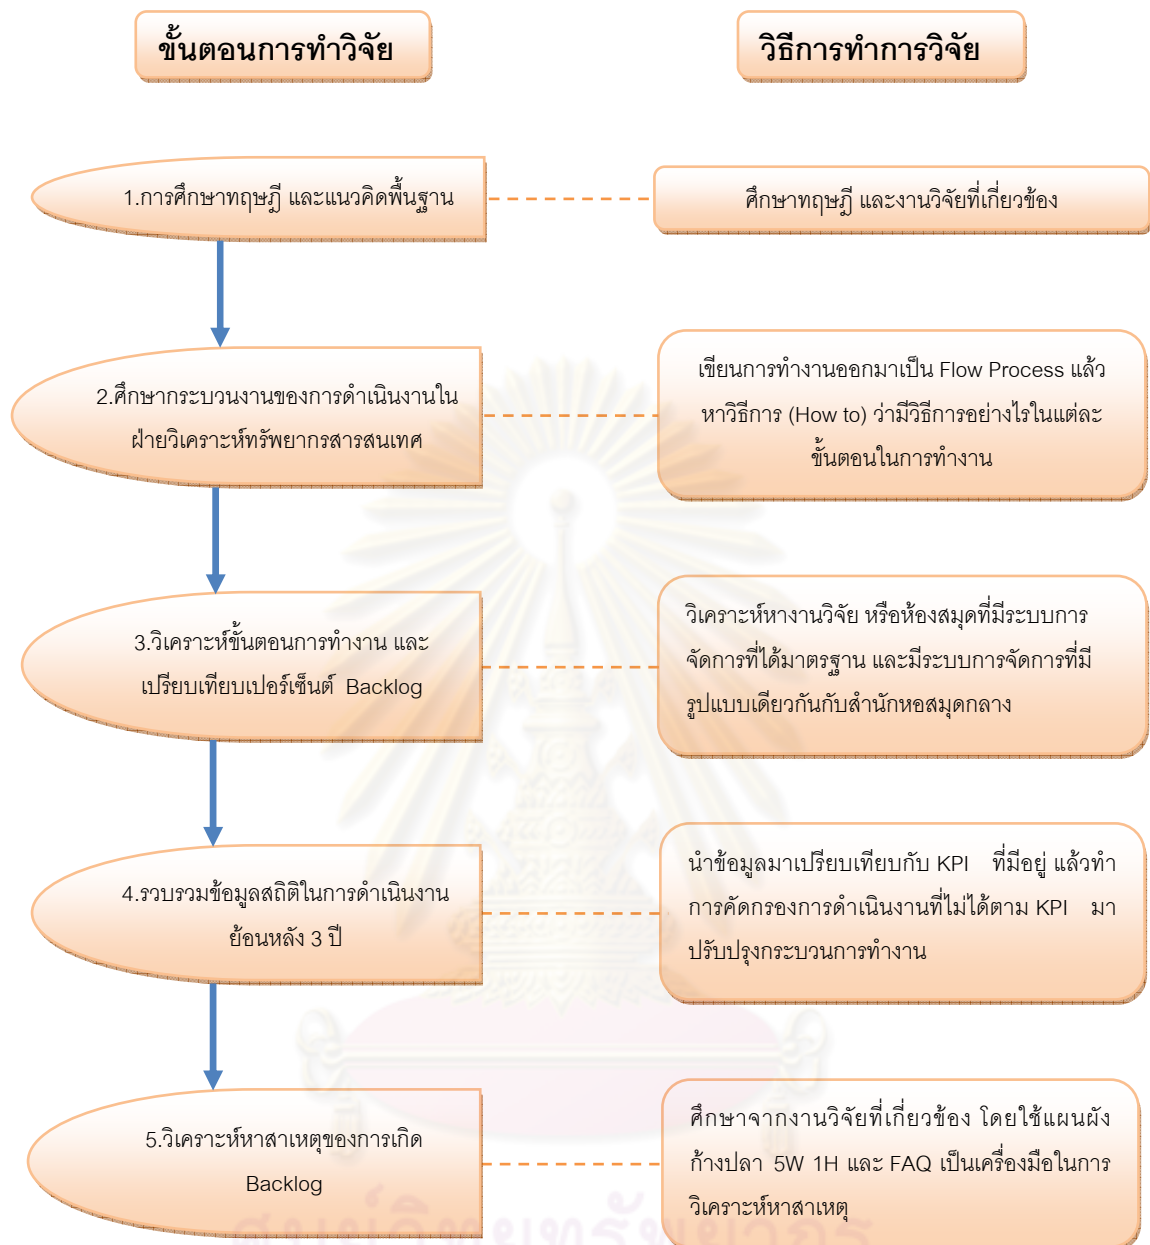 ขั้นตอนการทำวิจัย
วิธีการทำการวิจัย
1.การศึกษาทฤษฎี และแนวคิดพื้นฐาน
ศึกษาทฤษฎี และงานวิจัยที่เกี่ยวข้อง
2.ศึกษากระบวนงานของการดำเนินงานใน
ฝ่ายวิเคราะห์ทรัพยากรสารสนเทศ
เขียนการทำงานออกมาเป็น Flow Process แล้ว
หาวิธีการ (How to) ว่ามีวิธีการอย่างไรในแต่ละ
ขั้นตอนในการทำงาน
3.วิเคราะห์ขั้นตอนการทำงาน และ
เปรียบเทียบเปอร์เซ็นต์ Backlog
วิเคราะห์หางานวิจัย หรือห้องสมุดที่มีระบบการ
จัดการที่ได้มาตรฐาน และมีระบบการจัดการที่มี
รูปแบบเดียวกันกับสำนักหอสมุดกลาง
4.รวบรวมข้อมูลสถิติในการดำเนินงาน
ย้อนหลัง 3 ปี
นำข้อมูลมาเปรียบเทียบกับ KPI ที่มีอยู่ แล้วทำ
การคัดกรองการดำเนินงานที่ไม่ได้ตาม KPI มา
ปรับปรุงกระบวนการทำงาน
5.วิเคราะห์หาสาเหตุของการเกิด
Backlog
ศึกษาจากงานวิจัยที่เกี่ยวข้อง โดยใช้แผนผัง
ก้างปลา 5W 1H และ FAQ เป็นเครื่องมือในการ
วิเคราะห์หาสาเหตุ
ศูนย์วิทยทรัพยากร